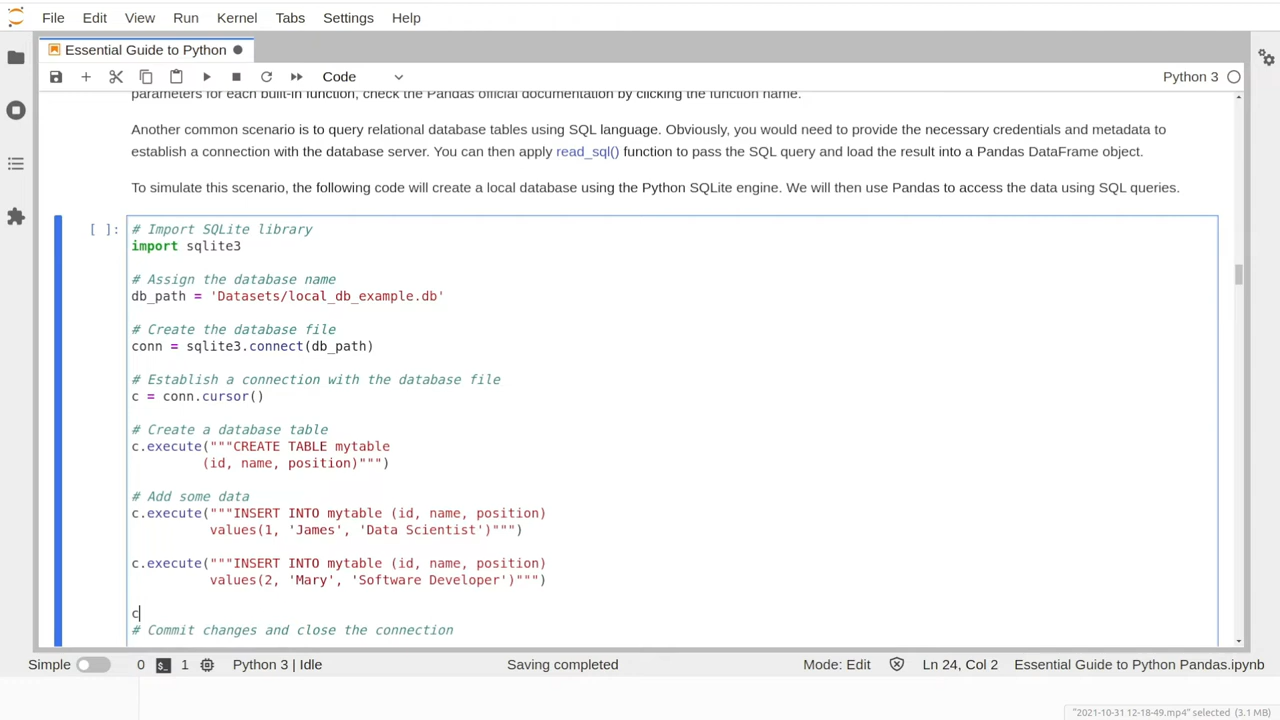 File Edit View Run Kernel Tabs Settings Help
Essential Guide to Python
Code
Python 3
parameters for each built-in function, check the Pandas official documentation by clicking the function name.
Another common scenario is to query relational database tables using SQL language. Obviously, you would need to provide the necessary credentials and metadata to
establish a connection with the database server. You can then apply read_sql() function to pass the SQL query and load the result into a Pandas DataFrame object.
To simulate this scenario, the following code will create a local database using the Python SQLite engine. We will then use Pandas to access the data using SQL queries.
[ ]: # Import SQLite library
import sqlite3
# Assign the database name
db_path = 'Datasets/local_db_example.db'
# Create the database file
conn = sqlite3.connect(db_path)
# Establish a connection with the database file
c = conn.cursor()
# Create a database table
c.execute("""CREATE TABLE mytable
(id, name, position)""")
# Add some data
c.execute("""INSERT INTO mytable (id, name, position)
values(1, 'James', 'Data Scientist')""")
c.execute("""INSERT INTO mytable (id, name, position)
values(2, 'Mary', 'Software Developer')""")
c
# Commit changes and close the connection
Simple 0 $_ 1 Python 3 | Idle Saving completed Mode: Edit Ln 24, Col 2 Essential Guide to Python Pandas.ipynb
"2021-10-31 12-18-49.mp4" selected (3.1 MB)